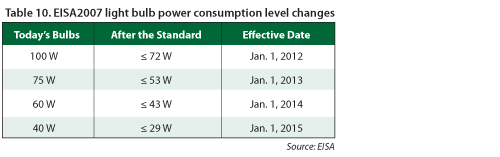 Table 10. EISA2007 light bulb power consumption level changes
Today's Bulbs After the Standard Effective Date
100 W ≤ 72 W Jan. 1, 2012
75 W ≤ 53 W Jan. 1, 2013
60 W ≤ 43 W Jan. 1, 2014
40 W ≤ 29 W Jan. 1, 2015
Source: EISA